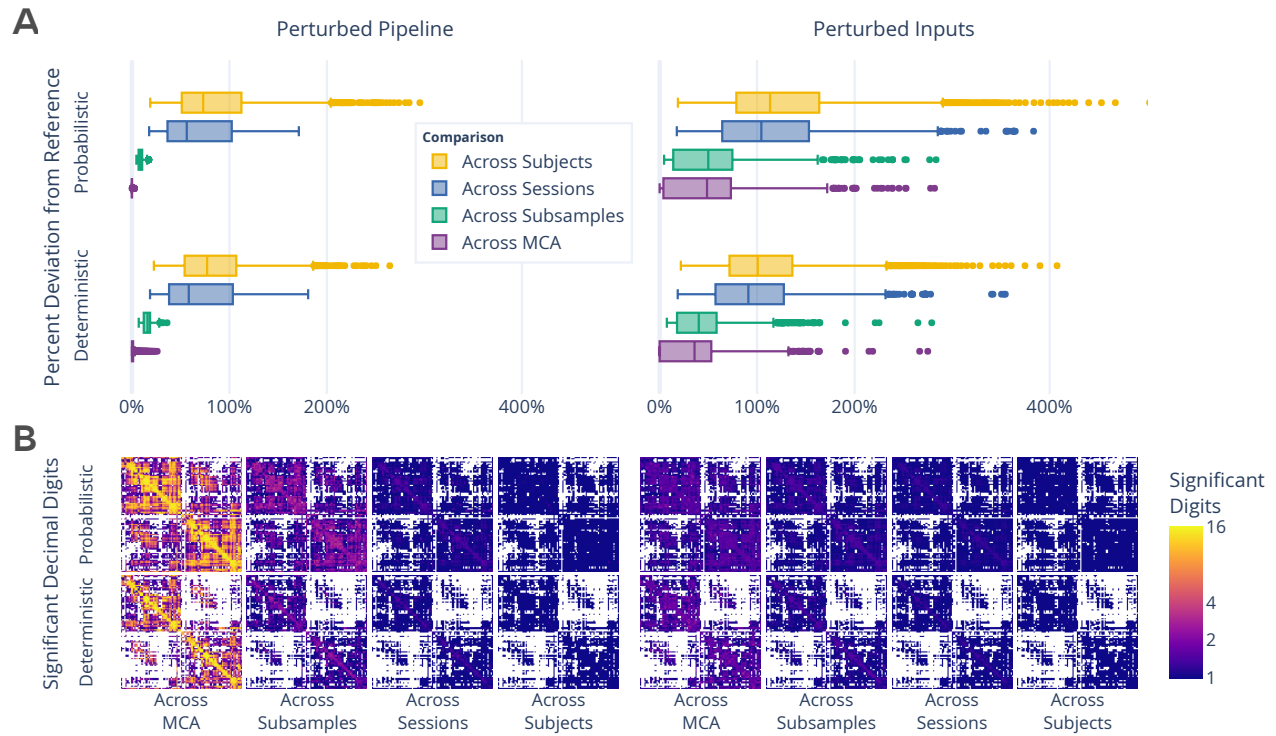 A
Perturbed Pipeline
Perturbed Inputs
Percent Deviation from Reference
Probabilistic
Deterministic
Comparison
Across Subjects
Across Sessions
Across Subsamples
Across MCA
0%
100%
200%
400%
0%
100%
200%
400%
B
Significant Decimal Digits
Probabilistic
Deterministic
Across
MCA
Across
Subsamples
Across
Sessions
Across
Subjects
Across
MCA
Across
Subsamples
Across
Sessions
Across
Subjects
Significant
Digits
16
4
2
1